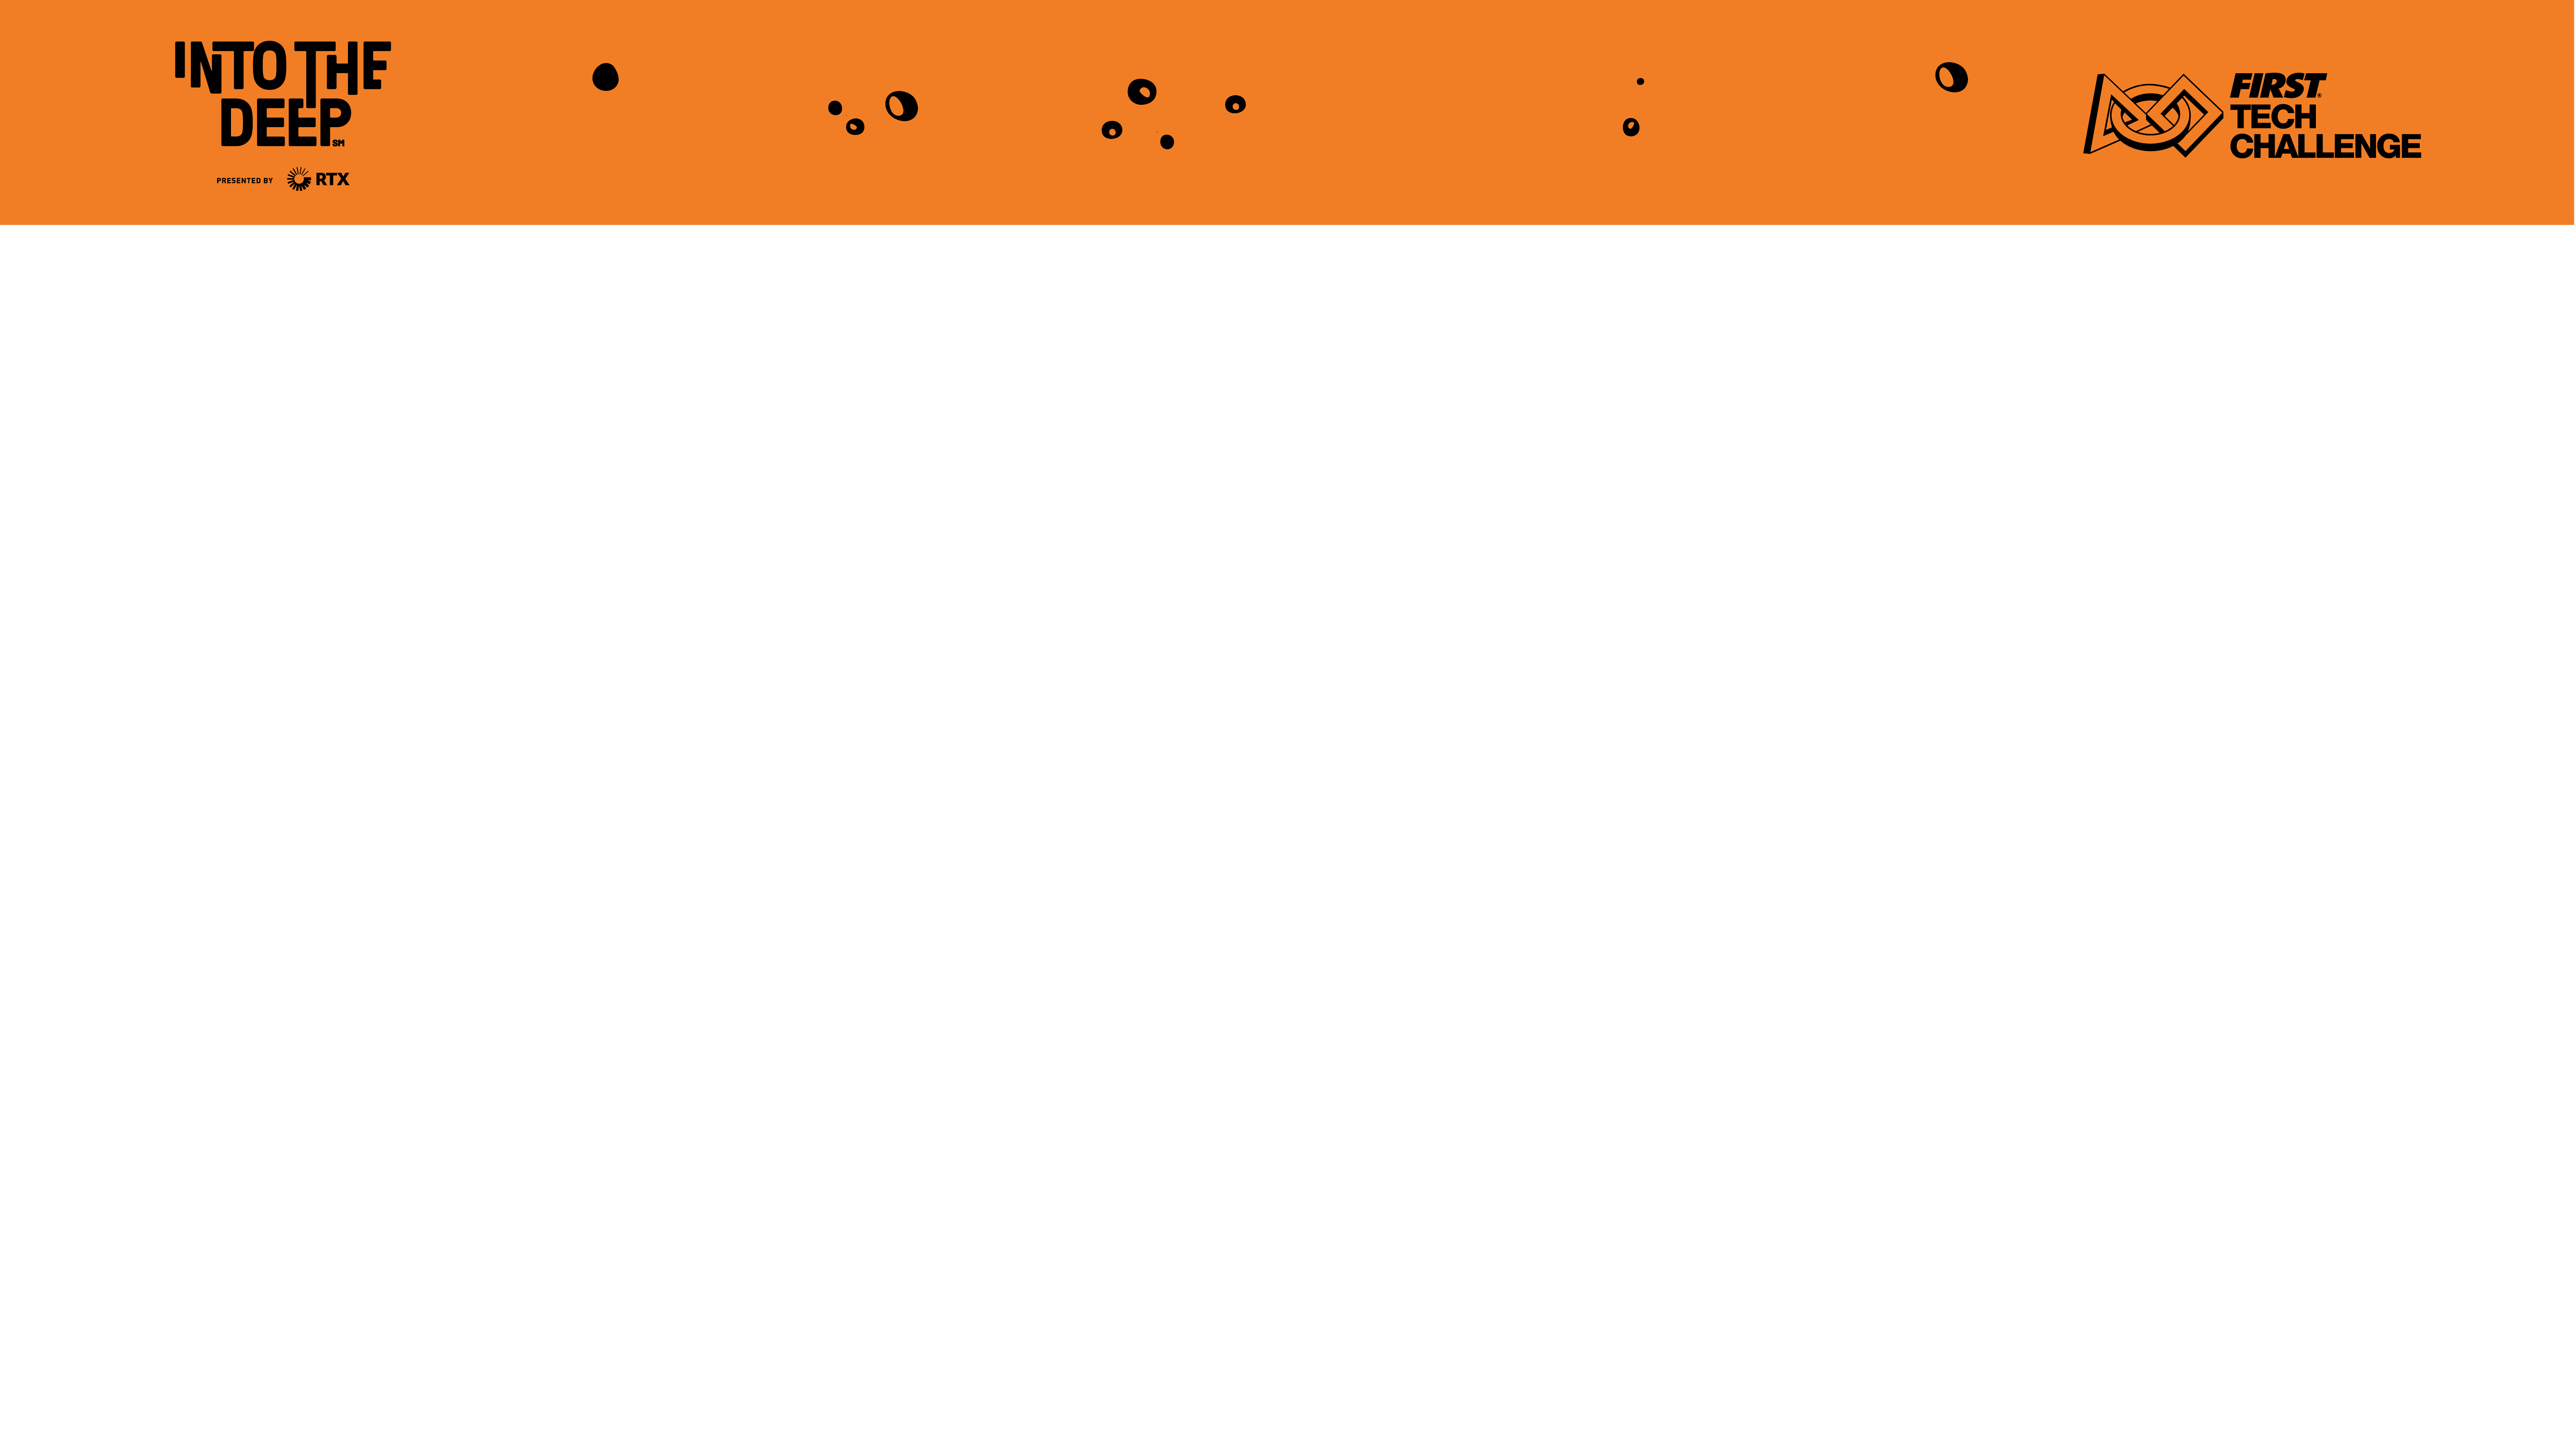 INTO THE
DEEP SM
PRESENTED BY RTX
FIRST®
TECH
CHALLENGE